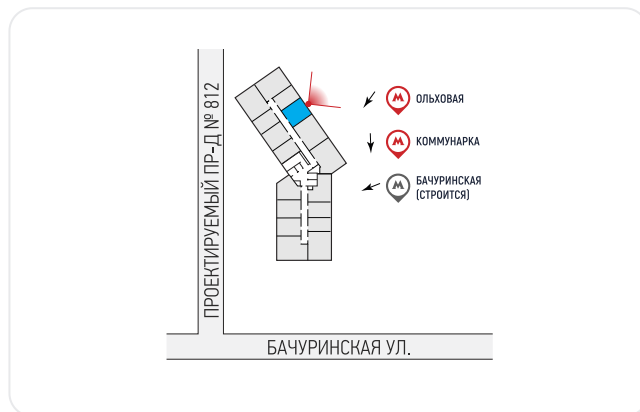 ПРОЕКТИРУЕМЫЙ ПР-Д № 812
М ОЛЬХОВАЯ
М КОММУНАРКА
М БАЧУРИНСКАЯ
(СТРОИТСЯ)
БАЧУРИНСКАЯ УЛ.